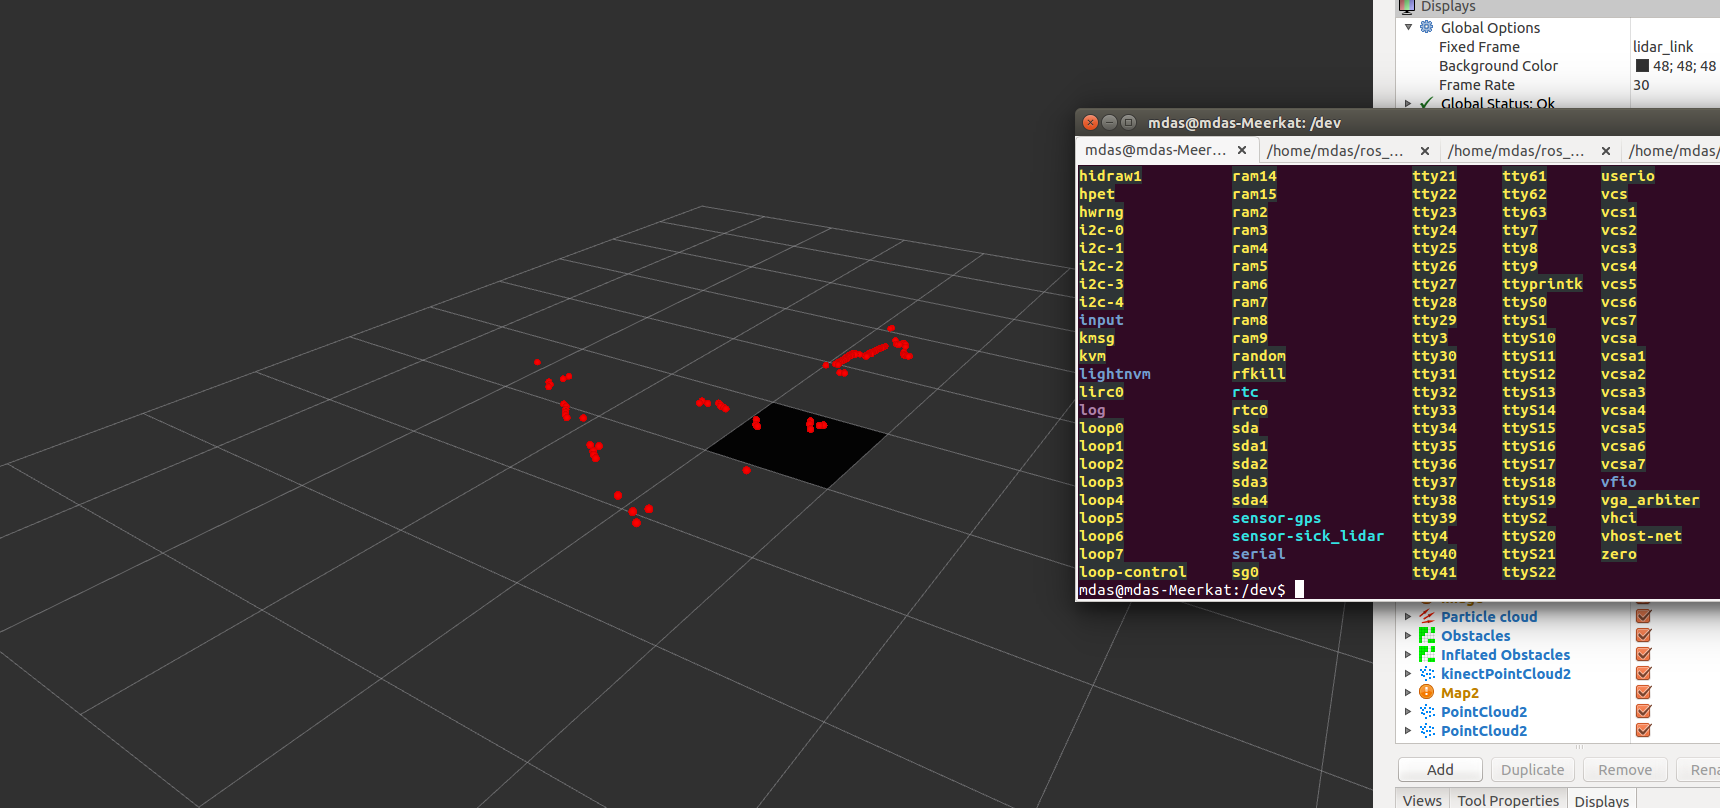 Displays
Global Options
Fixed Frame lidar_link
Background Color 48; 48; 48
Frame Rate 30
Global Status: Ok
mdas@mdas-Meerkat: /dev
mdas@mdas-Meer... × /home/mdas/ros_... × /home/mdas/ros_... × /home/mdas/
hidraw1 ram14 tty21 tty61 userio
hpet ram15 tty22 tty62 vcs
hwrng ram2 tty23 tty63 vcs1
i2c-0 ram3 tty24 tty7 vcs2
i2c-1 ram4 tty25 tty8 vcs3
i2c-2 ram5 tty26 tty9 vcs4
i2c-3 ram6 tty27 ttyprintk vcs5
i2c-4 ram7 tty28 ttyS0 vcs6
input ram8 tty29 ttyS1 vcs7
kmsg ram9 tty3 ttyS10 vcsa
kvm random tty30 ttyS11 vcsa1
lightnvm rfkill tty31 ttyS12 vcsa2
lirc0 rtc tty32 ttyS13 vcsa3
log rtc0 tty33 ttyS14 vcsa4
loop0 sda tty34 ttyS15 vcsa5
loop1 sda1 tty35 ttyS16 vcsa6
loop2 sda2 tty36 ttyS17 vcsa7
loop3 sda3 tty37 ttyS18 vfio
loop4 sda4 tty38 ttyS19 vga_arbiter
loop5 sensor-gps tty39 ttyS2 vhci
loop6 sensor-sick_lidar tty4 ttyS20 vhost-net
loop7 serial tty40 ttyS21 zero
loop-control sg0 tty41 ttyS22
mdas@mdas-Meerkat:/dev$
Particle cloud
Obstacles
Inflated Obstacles
kinectPointCloud2
Map2
PointCloud2
PointCloud2
Add Duplicate Remove Rena
Views Tool Properties Displays